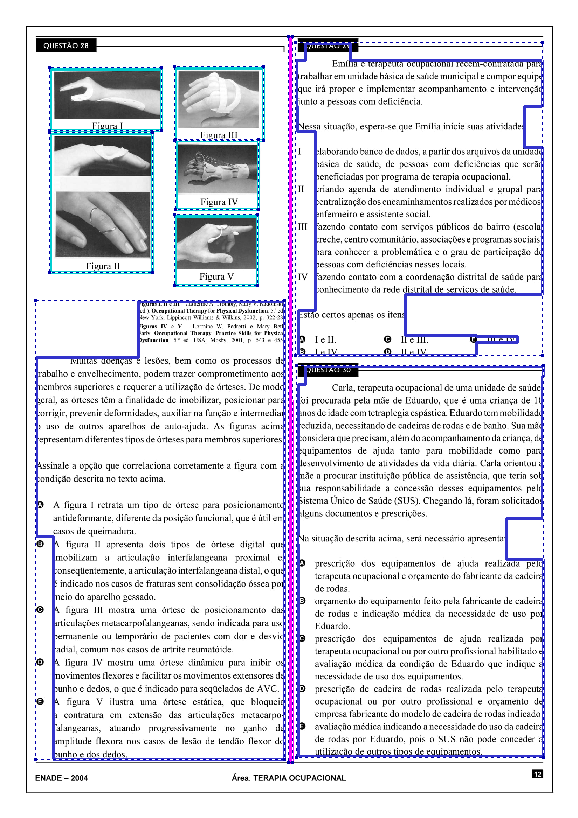 QUESTÃO 28
Figura I
Figura III
Figura IV
Figura II
Figura V
Occupational Therapy for Physical Dysfunction. 5.ª ed.
New York. Lippincott Williams & Wilkins, 2002, p. 322-33
Figuras IV e V – Lorraine W. Pedretti e Mary Beth
Early. Occupational Therapy. Practice Skills for Physical
Dysfunction. 5.ª ed. USA. Mosby. 2001, p. 543 e 455.
Muitas doenças e lesões, bem como os processos de
trabalho e envelhecimento, podem trazer comprometimentos aos
membros superiores e requerer a utilização de órteses. De modo
geral, as órteses têm a finalidade de imobilizar, posicionar para
corrigir, prevenir deformidades, auxiliar na função e intermediar
o uso de outros aparelhos de auto-ajuda. As figuras acima
representam diferentes tipos de órteses para membros superiores.
Assinale a opção que correlaciona corretamente a figura com a
condição descrita no texto acima.
A A figura I retrata um tipo de órtese para posicionamento
antideformante, diferente da posição funcional, que é útil em
casos de queimadura.
B A figura II apresenta dois tipos de órtese digital que
imobilizam a articulação interfalangeana proximal e,
conseqüentemente, a articulação interfalangeana distal, o que
é indicado nos casos de fraturas sem consolidação óssea por
meio do aparelho gessado.
C A figura III mostra uma órtese de posicionamento das
articulações metacarpofalangeanas, sendo indicada para uso
permanente ou temporário de pacientes com dor e desvio
radial, comum nos casos de artrite reumatóide.
D A figura IV mostra uma órtese dinâmica para inibir os
movimentos flexores e facilitar os movimentos extensores de
punho e dedos, o que é indicado para seqüelados de AVC.
E A figura V ilustra uma órtese estática, que bloqueia
a contratura em extensão das articulações metacarpo-
falangeanas, atuando progressivamente no ganho de
amplitude flexora nos casos de lesão de tendão flexor do
punho e dos dedos.
QUESTÃO 29
Emília é terapeuta ocupacional recém-contratada para
trabalhar em unidade básica de saúde municipal e compor equipe
que irá propor e implementar acompanhamento e intervenção
junto a pessoas com deficiência.
Nessa situação, espera-se que Emília inicie suas atividades
I elaborando banco de dados, a partir dos arquivos da unidade
básica de saúde, de pessoas com deficiências que serão
beneficiadas por programa de terapia ocupacional.
II criando agenda de atendimento individual e grupal para
centralização dos encaminhamentos realizados por médicos,
enfermeiro e assistente social.
III fazendo contato com serviços públicos do bairro (escola,
creche, centro comunitário, associações e programas sociais)
para conhecer a problemática e o grau de participação de
pessoas com deficiências nesses locais.
IV fazendo contato com a coordenação distrital de saúde para
conhecimento da rede distrital de serviços de saúde.
Estão certos apenas os itens
A I e II. C II e III. E III e IV.
B I e IV. D II e IV.
QUESTÃO 30
Carla, terapeuta ocupacional de uma unidade de saúde,
foi procurada pela mãe de Eduardo, que é uma criança de 10
anos de idade com tetraplegia espástica. Eduardo tem mobilidade
reduzida, necessitando de cadeiras de rodas e de banho. Sua mãe
considera que precisam, além do acompanhamento da criança, de
equipamentos de ajuda tanto para mobilidade como para
desenvolvimento de atividades da vida diária. Carla orientou a
mãe a procurar instituição pública de assistência, que teria sob
sua responsabilidade a concessão desses equipamentos pelo
Sistema Único de Saúde (SUS). Chegando lá, foram solicitados
alguns documentos e prescrições.
Na situação descrita acima, será necessário apresentar
A prescrição dos equipamentos de ajuda realizada pelo
terapeuta ocupacional e orçamento do fabricante da cadeira
de rodas.
B orçamento do equipamento feito pela fabricante de cadeira
de rodas e indicação médica da necessidade de uso por
Eduardo.
C prescrição dos equipamentos de ajuda realizada por
terapeuta ocupacional ou por outro profissional habilitado e
avaliação médica da condição de Eduardo que indique a
necessidade de uso dos equipamentos.
D prescrição de cadeira de rodas realizada pelo terapeuta
ocupacional ou por outro profissional e orçamento de
empresa fabricante do modelo de cadeira de rodas indicado.
E avaliação médica indicando a necessidade do uso da cadeira
de rodas por Eduardo, pois o SUS não pode conceder a
utilização de outros tipos de equipamentos.
ENADE – 2004
Área: TERAPIA OCUPACIONAL
12